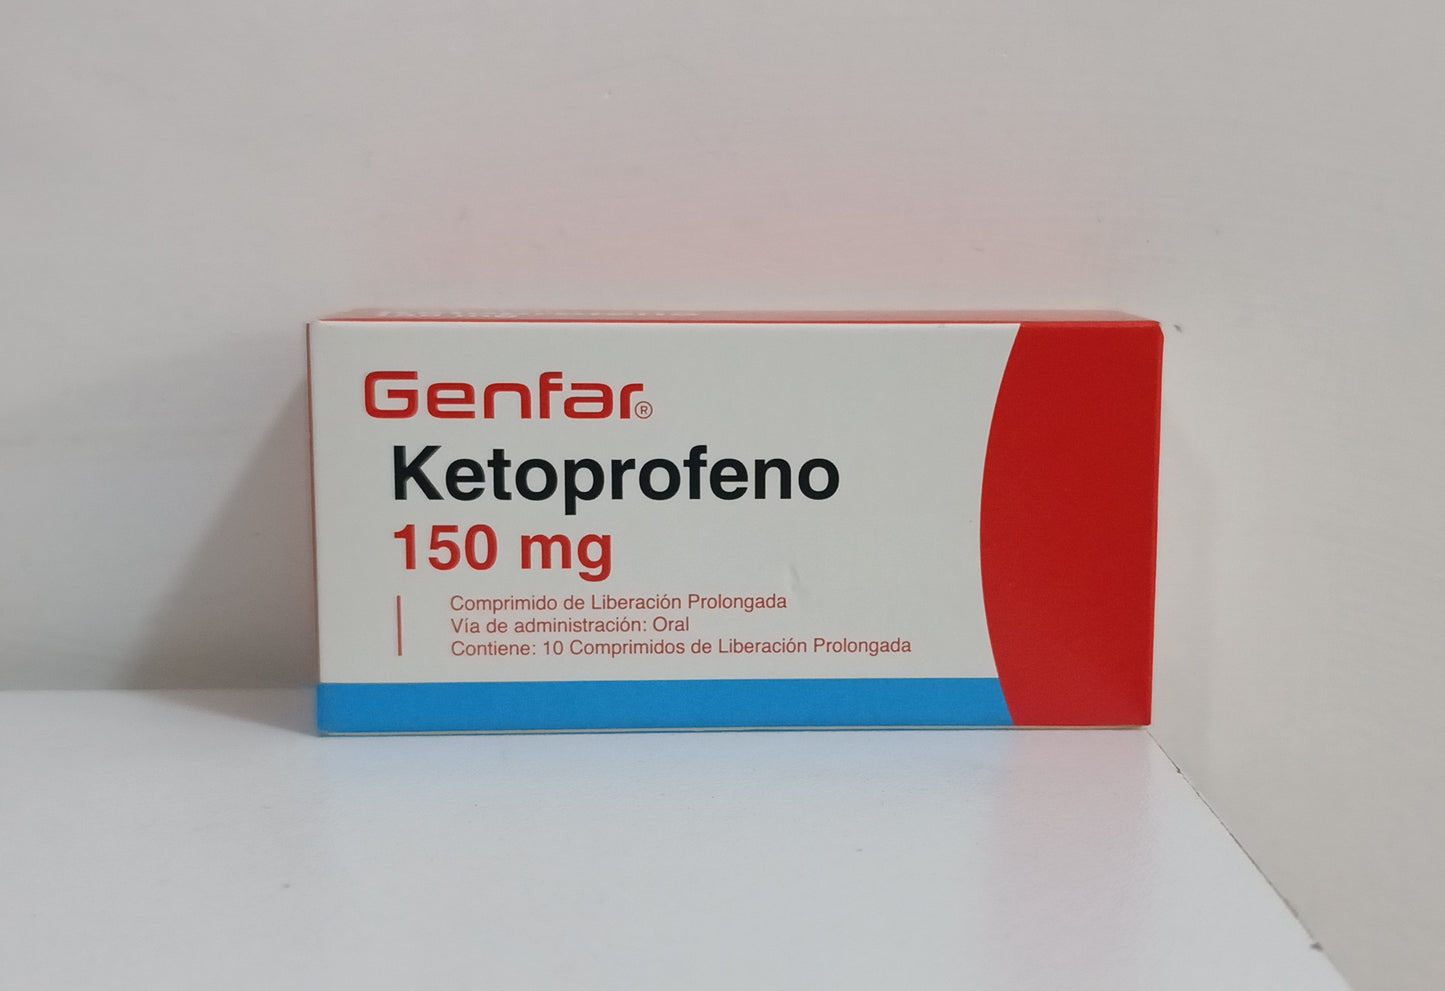 Genfar®
Ketoprofeno
150 mg
Comprimido de Liberación Prolongada
Vía de administración: Oral
Contiene: 10 Comprimidos de Liberación Prolongada